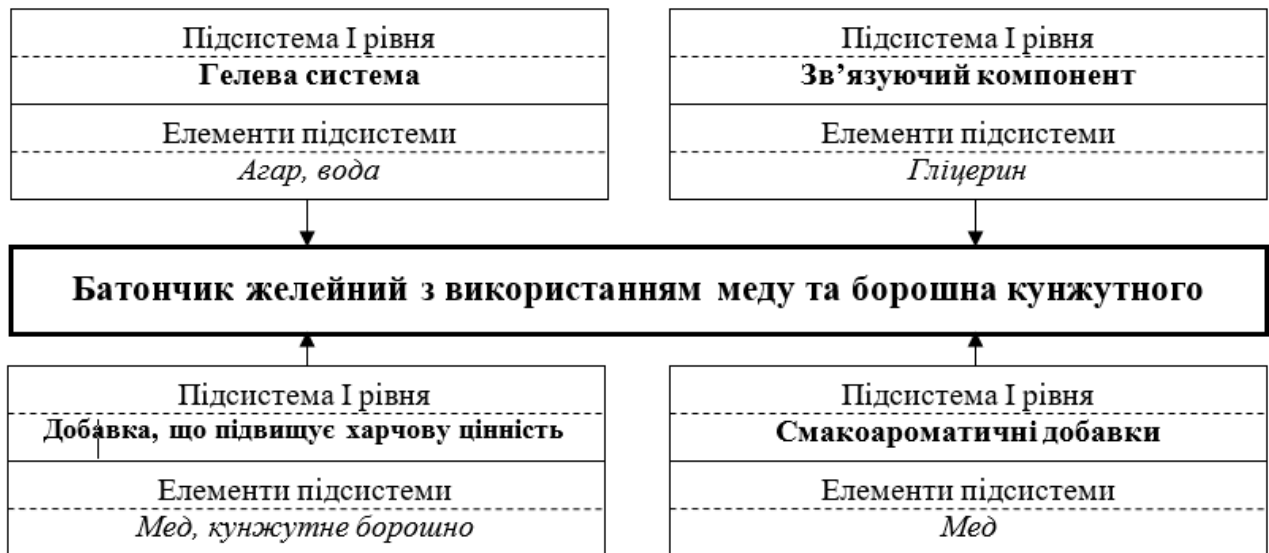 Підсистема І рівня
Гелева система
Елементи підсистеми
Агар, вода
Підсистема І рівня
Зв’язуючий компонент
Елементи підсистеми
Гліцерин
Батончик желейний з використанням меду та борошна кунжутного
Підсистема І рівня
Добавка, що підвищує харчову цінність
Елементи підсистеми
Мед, кунжутне борошно
Підсистема І рівня
Смакоароматичні добавки
Елементи підсистеми
Мед